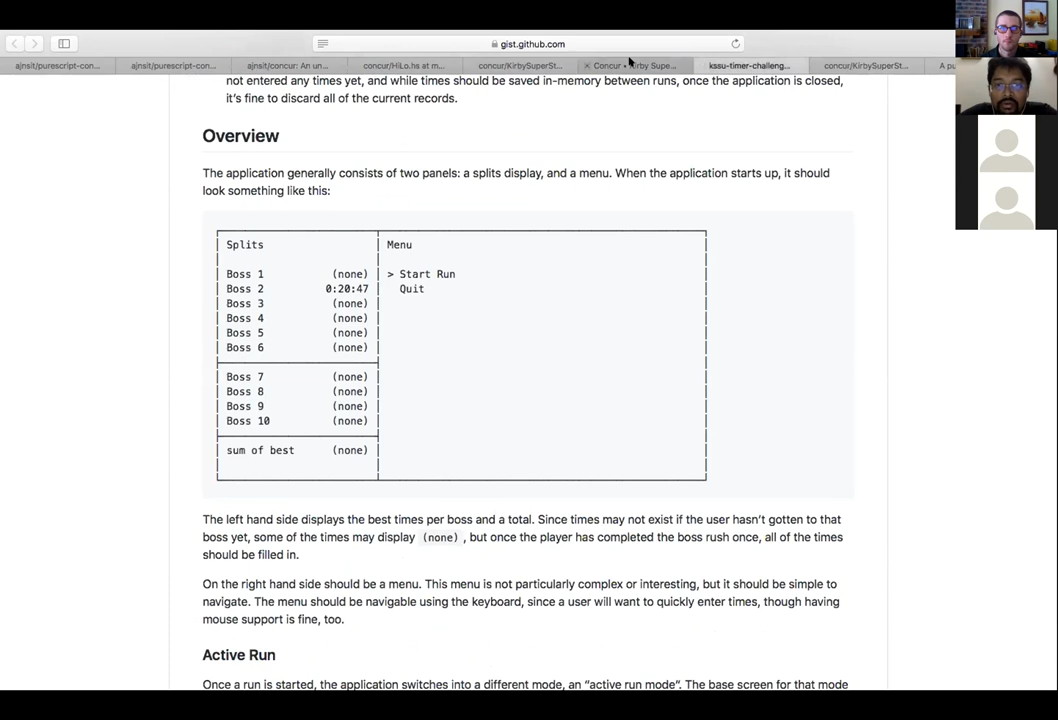 gist.github.com
ajnsit/purescript-con...
ajnsit/purescript-con...
ajnsit/concur: An un...
concur/HiLo.hs at m...
concur/KirbySuperSt...
Concur • Kirby Supe...
kssu-timer-challeng...
concur/KirbySuperSt...
A pu
not entered any times yet, and while times should be saved in-memory between runs, once the application is closed,
it's fine to discard all of the current records.
Overview
The application generally consists of two panels: a splits display, and a menu. When the application starts up, it should
look something like this:
Splits Menu
Boss 1 (none) > Start Run
Boss 2 0:20:47 Quit
Boss 3 (none)
Boss 4 (none)
Boss 5 (none)
Boss 6 (none)
Boss 7 (none)
Boss 8 (none)
Boss 9 (none)
Boss 10 (none)
sum of best (none)
The left hand side displays the best times per boss and a total. Since times may not exist if the user hasn't gotten to that
boss yet, some of the times may display (none) , but once the player has completed the boss rush once, all of the times
should be filled in.
On the right hand side should be a menu. This menu is not particularly complex or interesting, but it should be simple to
navigate. The menu should be navigable using the keyboard, since a user will want to quickly enter times, though having
mouse support is fine, too.
Active Run
Once a run is started, the application switches into a different mode, an "active run mode". The base screen for that mode